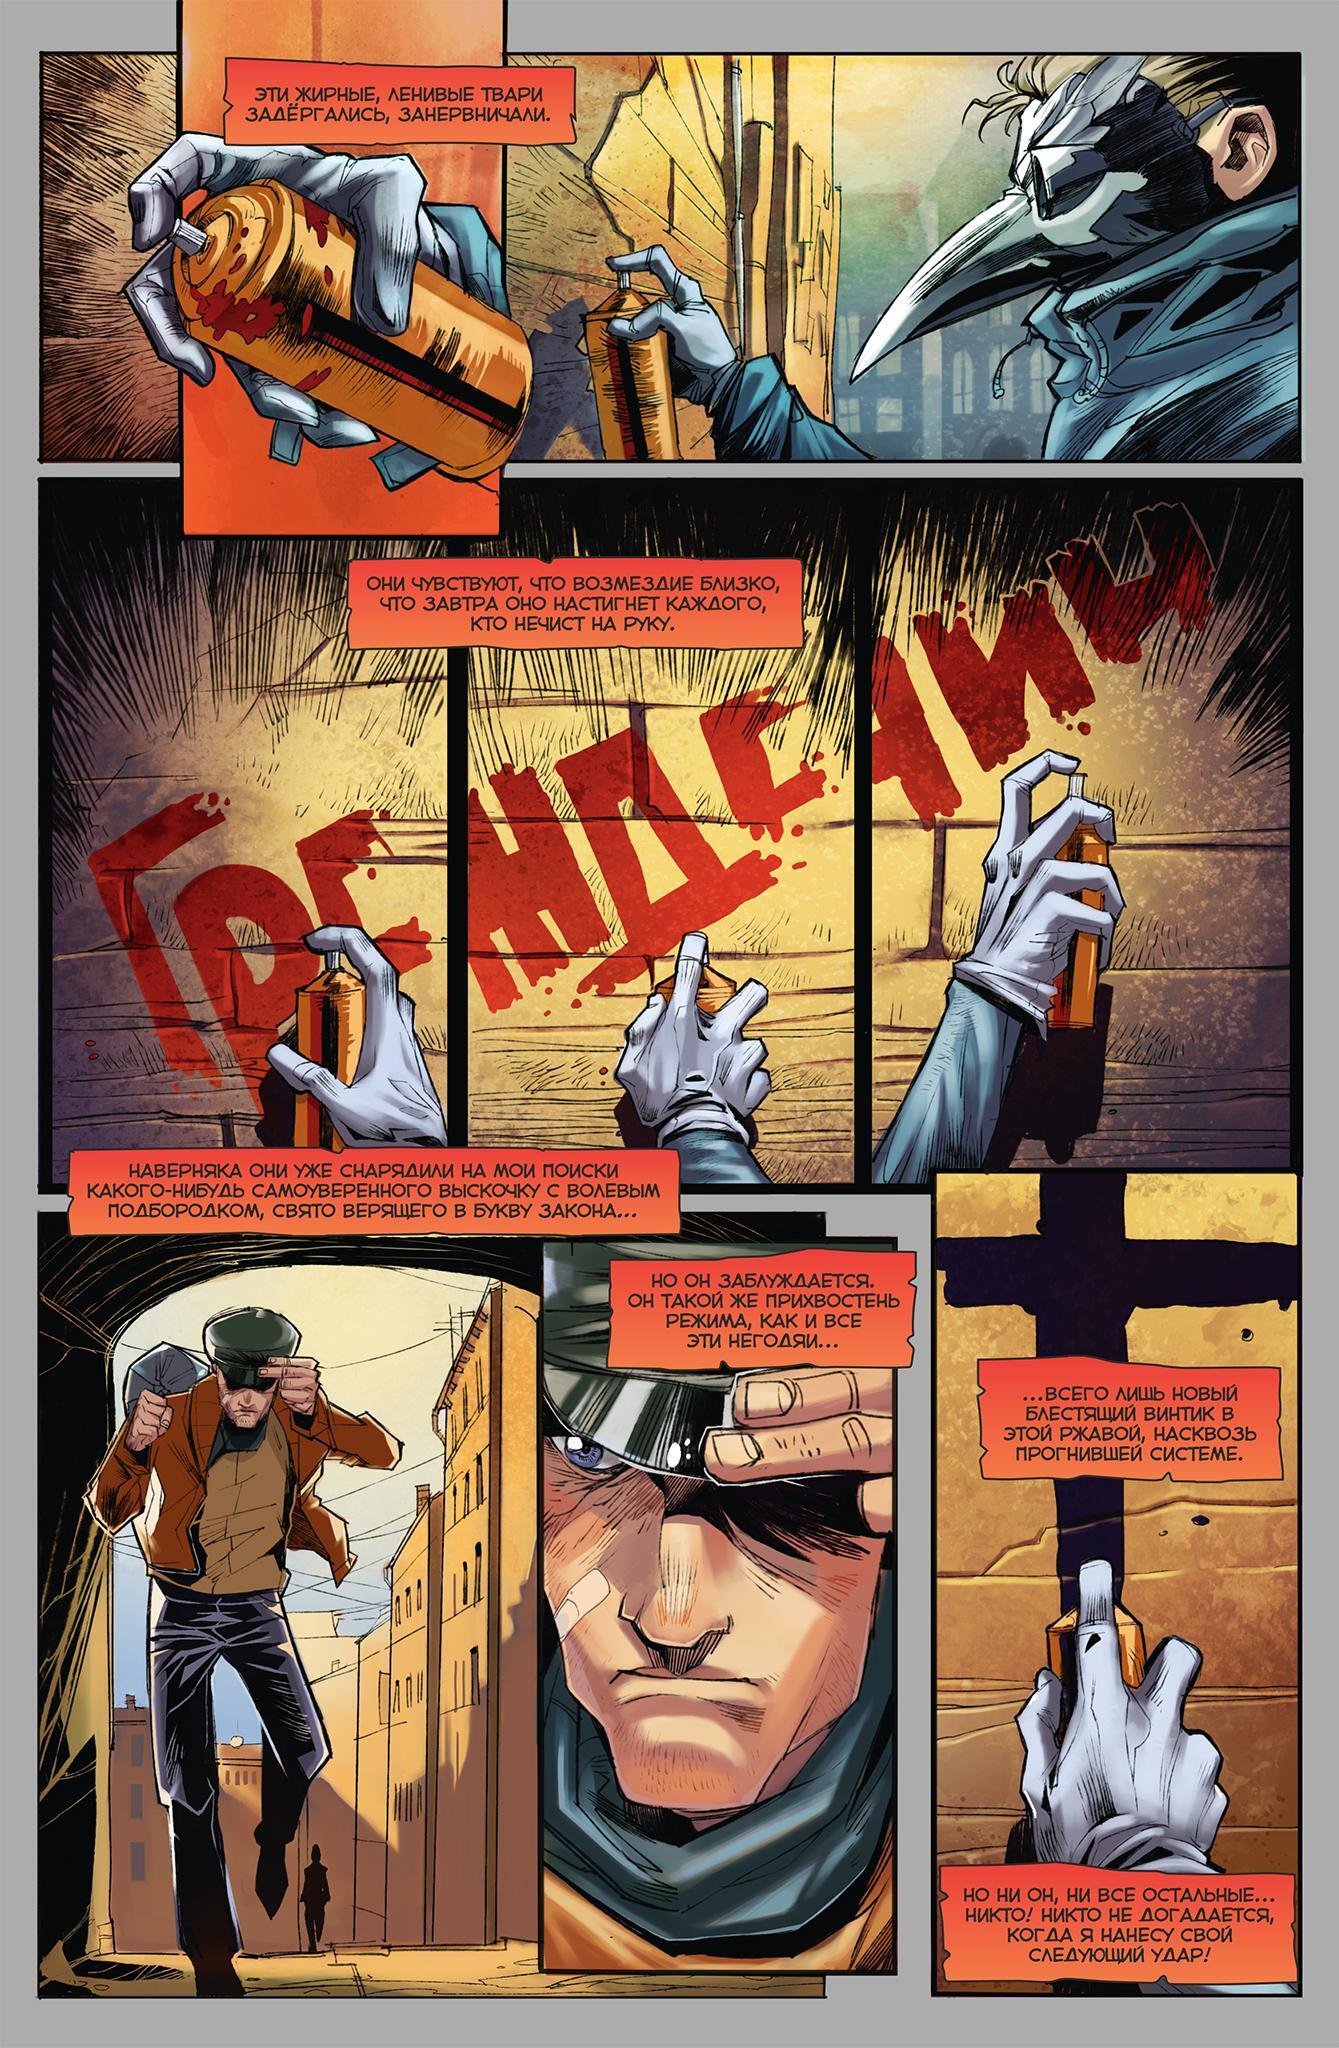 ЭТИ ЖИРНЫЕ, ЛЕНИВЫЕ ТВАРИ
ЗАДЁРГАЛИСЬ, ЗАНЕРВНИЧАЛИ.
ОНИ ЧУВСТВУЮТ, ЧТО ВОЗМЕЗДИЕ БЛИЗКО,
ЧТО ЗАВТРА ОНО НАСТИГНЕТ КАЖДОГО,
КТО НЕЧИСТ НА РУКУ.
ГРЕЧКИН Д
НАВЕРНЯКА ОНИ УЖЕ СНАРЯДИЛИ НА МОИ ПОИСКИ
КАКОГО-НИБУДЬ САМОУВЕРЕННОГО ВЫСКОЧКУ С ВОЛЕВЫМ
ПОДБОРОДКОМ, СВЯТО ВЕРЯЩЕГО В БУКВУ ЗАКОНА...
НО ОН ЗАБЛУЖДАЕТСЯ.
ОН ТАКОЙ ЖЕ ПРИХВОСТЕНЬ
РЕЖИМА, КАК И ВСЕ
ЭТИ НЕГОДЯИ...
...ВСЕГО ЛИШЬ НОВЫЙ
БЛЕСТЯЩИЙ ВИНТИК В
ЭТОЙ РЖАВОЙ, НАСКВОЗЬ
ПРОГНИВШЕЙ СИСТЕМЕ.
НО НИ ОН, НИ ВСЕ ОСТАЛЬНЫЕ...
НИКТО! НИКТО НЕ ДОГАДАЕТСЯ,
КОГДА Я НАНЕСУ СВОЙ
СЛЕДУЮЩИЙ УДАР!